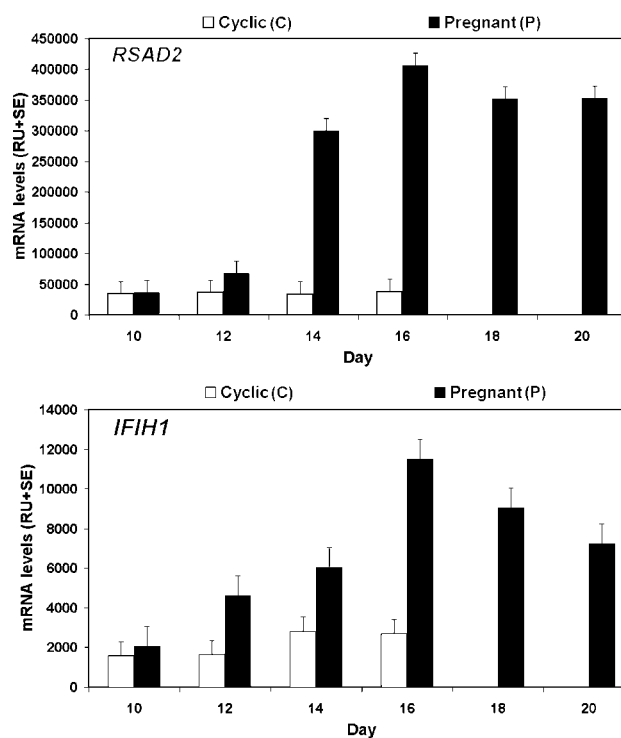 Cyclic (C) Pregnant (P)
RSAD2
mRNA levels (RU+SE)
450000
400000
350000
300000
250000
200000
150000
100000
50000
0
10 12 14 16 18 20
Day
Cyclic (C) Pregnant (P)
IFIH1
mRNA levels (RU+SE)
14000
12000
10000
8000
6000
4000
2000
0
10 12 14 16 18 20
Day